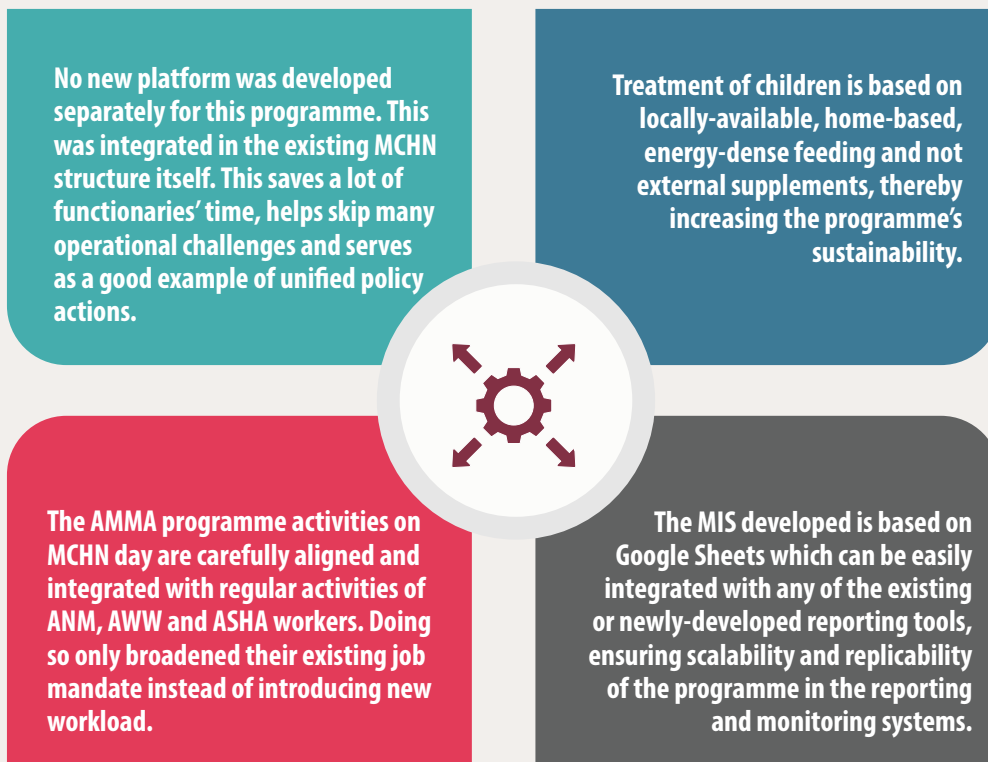 No new platform was developed
separately for this programme. This
was integrated in the existing MCHN
structure itself. This saves a lot of
functionaries’ time, helps skip many
operational challenges and serves
as a good example of unified policy
actions.
Treatment of children is based on
locally-available, home-based,
energy-dense feeding and not
external supplements, thereby
increasing the programme’s
sustainability.
The AMMA programme activities on
MCHN day are carefully aligned and
integrated with regular activities of
ANM, AWW and ASHA workers. Doing
so only broadened their existing job
mandate instead of introducing new
workload.
The MIS developed is based on
Google Sheets which can be easily
integrated with any of the existing
or newly-developed reporting tools,
ensuring scalability and replicability
of the programme in the reporting
and monitoring systems.